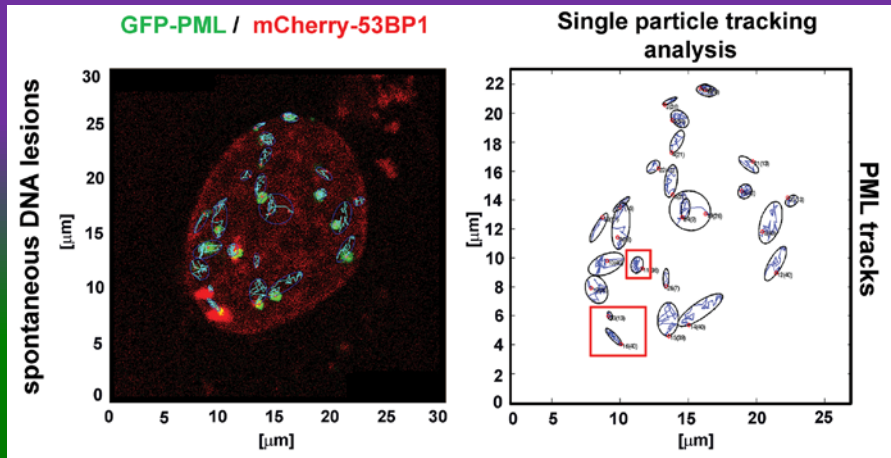 GFP-PML / mCherry-53BP1
Single particle tracking
analysis
spontaneous DNA lesions
[µm]
30
25
20
15
10
5
0
0 5 10 15 20 25 30
[µm]
[µm]
22
20
18
16
14
12
10
8
6
4
2
0
0 5 10 15 20 25
[µm]
PML tracks